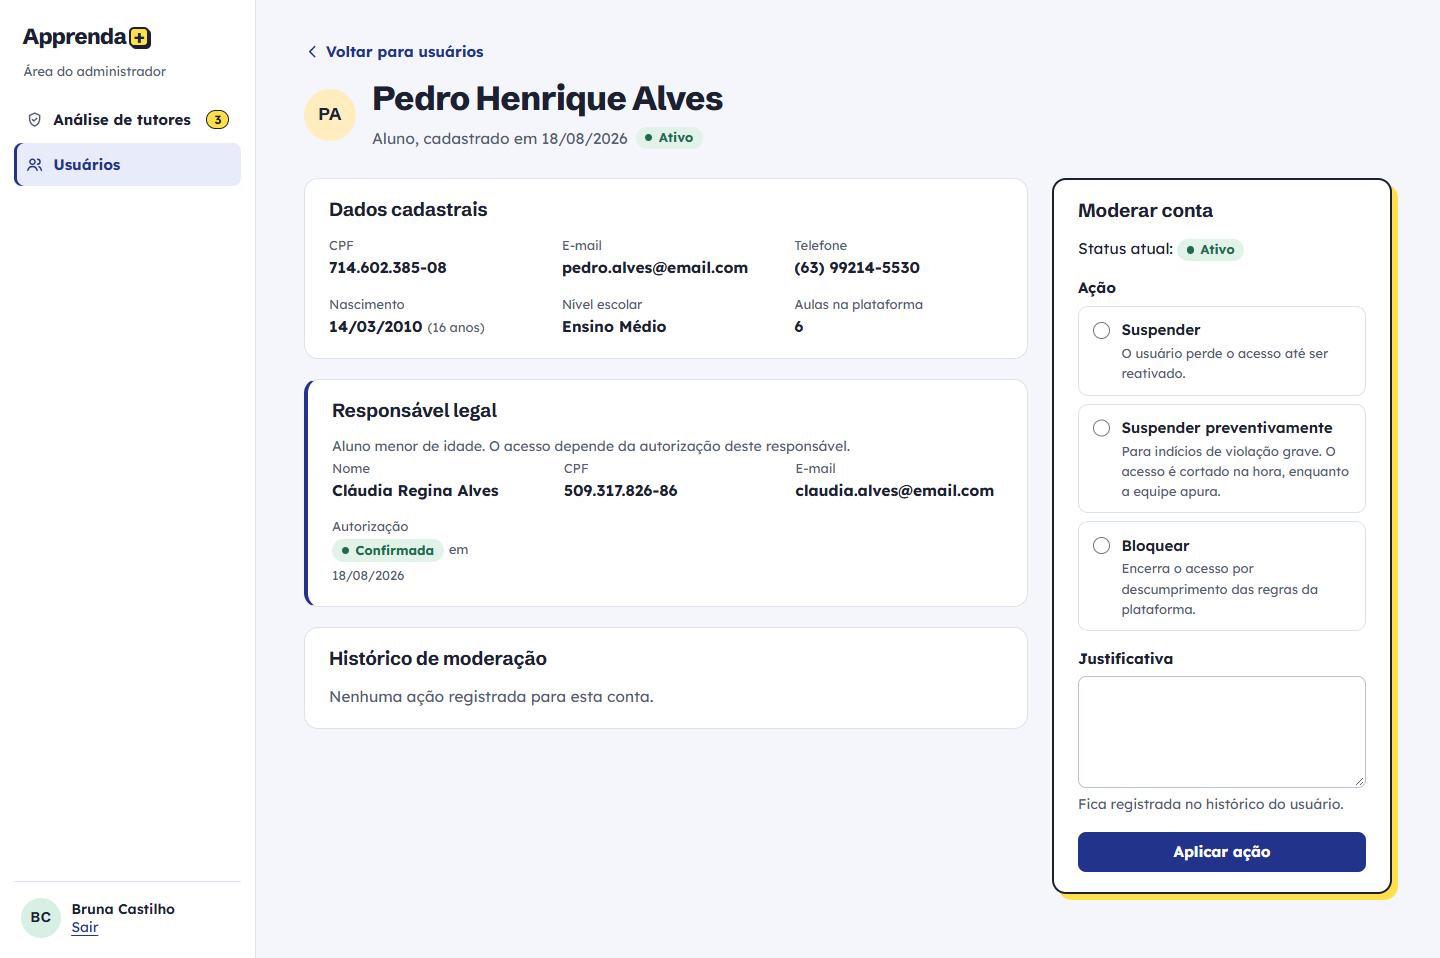 Apprenda+
Área do administrador
Análise de tutores 3
Usuários
Bruna Castilho
BC
Sair
Voltar para usuários
PA
Pedro Henrique Alves
Aluno, cadastrado em 18/08/2026 Ativo
Dados cadastrais
CPF E-mail Telefone
714.602.385-08 pedro.alves@email.com (63) 99214-5530
Nascimento Nível escolar Aulas na plataforma
14/03/2010 (16 anos) Ensino Médio 6
Responsável legal
Aluno menor de idade. O acesso depende da autorização deste responsável.
Nome CPF E-mail
Cláudia Regina Alves 509.317.826-86 claudia.alves@email.com
Autorização
Confirmada em
18/08/2026
Histórico de moderação
Nenhuma ação registrada para esta conta.
Moderar conta
Status atual: Ativo
Ação
Suspender
O usuário perde o acesso até ser
reativado.
Suspender preventivamente
Para indícios de violação grave. O
acesso é cortado na hora, enquanto
a equipe apura.
Bloquear
Encerra o acesso por
descumprimento das regras da
plataforma.
Justificativa
Fica registrada no histórico do usuário.
Aplicar ação